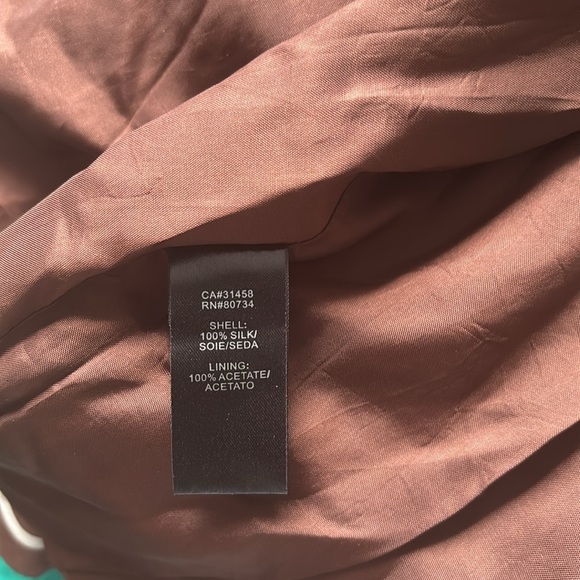 CA#31458
RN#80734
SHELL:
100% SILK/
SOIE/SEDA
LINING:
100% ACETATE/
ACETATO